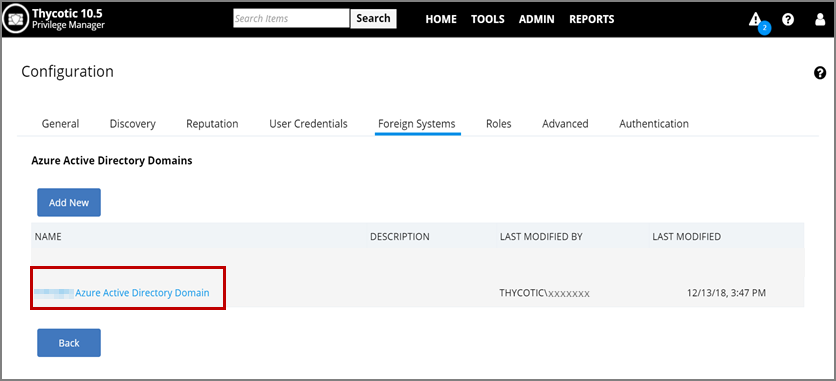 Thycotic 10.5
Privilege Manager
Search Items
Search
HOME TOOLS ADMIN REPORTS
2
Configuration
General Discovery Reputation User Credentials Foreign Systems Roles Advanced Authentication
Azure Active Directory Domains
Add New
NAME DESCRIPTION LAST MODIFIED BY LAST MODIFIED
Azure Active Directory Domain THYCOTIC\xxxxxxx 12/13/18, 3:47 PM
Back